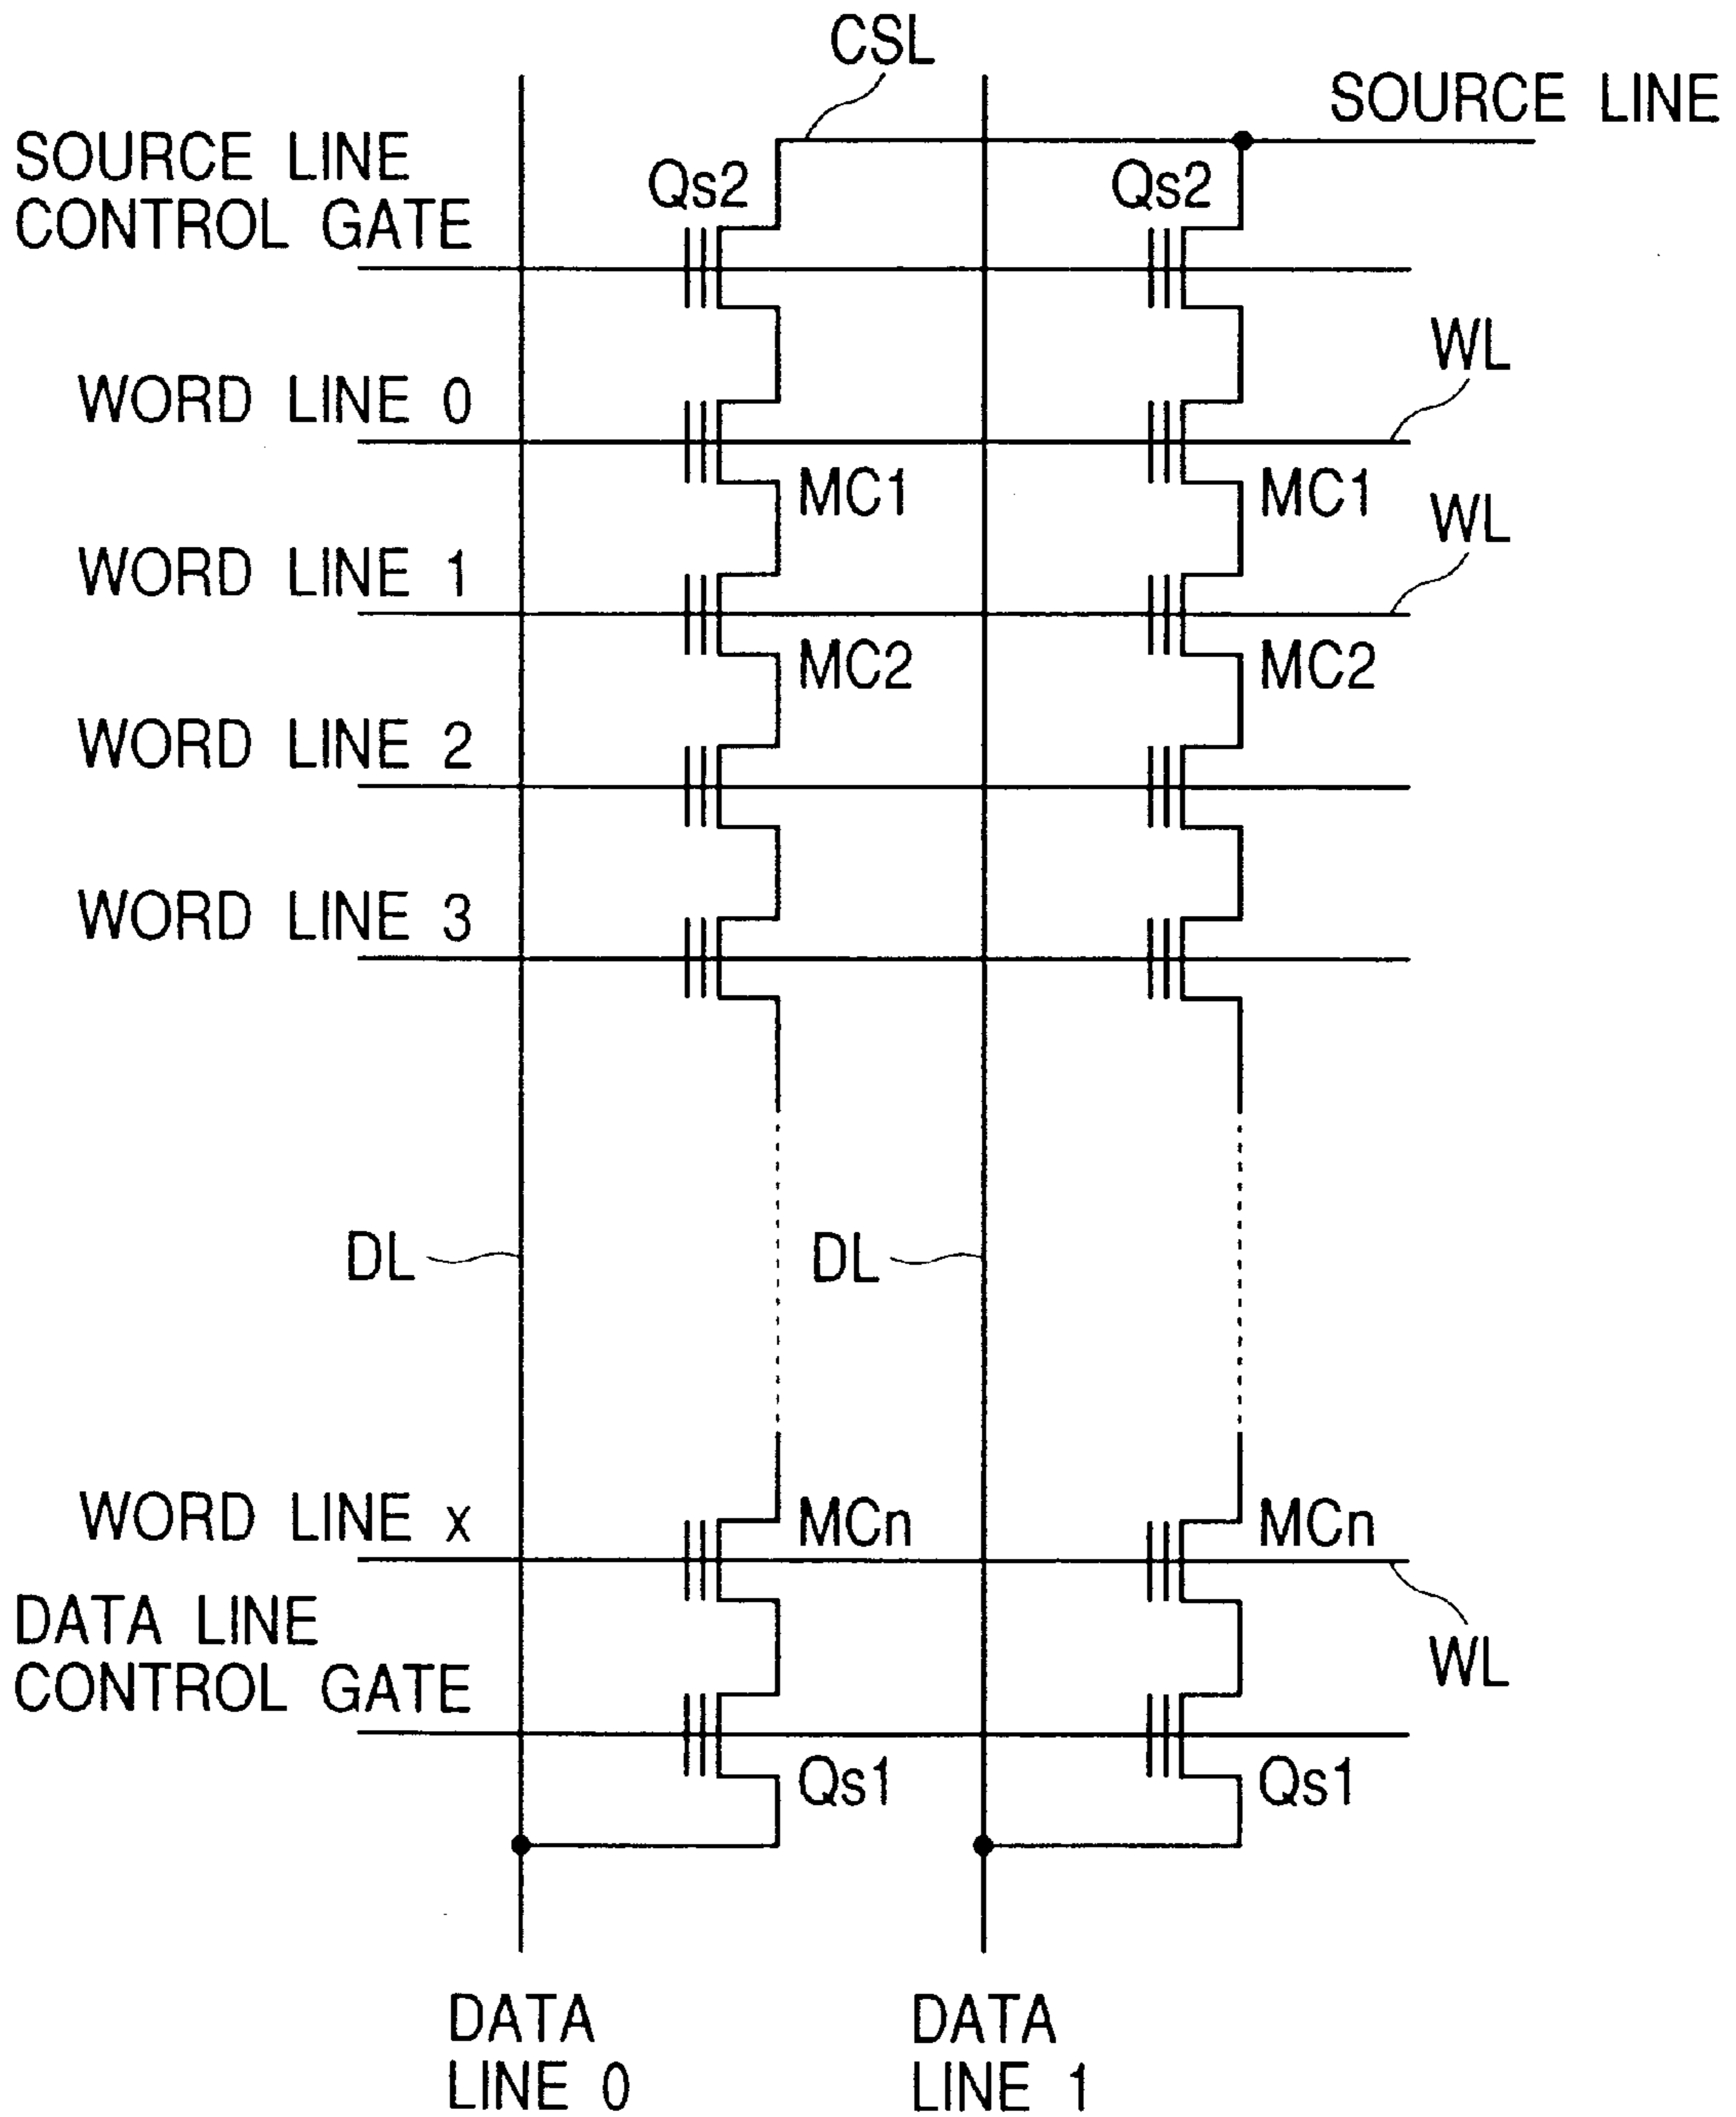 CSL
SOURCE LINE
SOURCE LINE
CONTROL GATE
Qs2
Qs2
WL
WORD LINE 0
MC1
MC1
WL
WORD LINE 1
MC2
MC2
WORD LINE 2
WORD LINE 3
DL
DL
WORD LINE x
MCn
MCn
DATA LINE
CONTROL GATE
WL
Qs1
Qs1
DATA
LINE 0
DATA
LINE 1